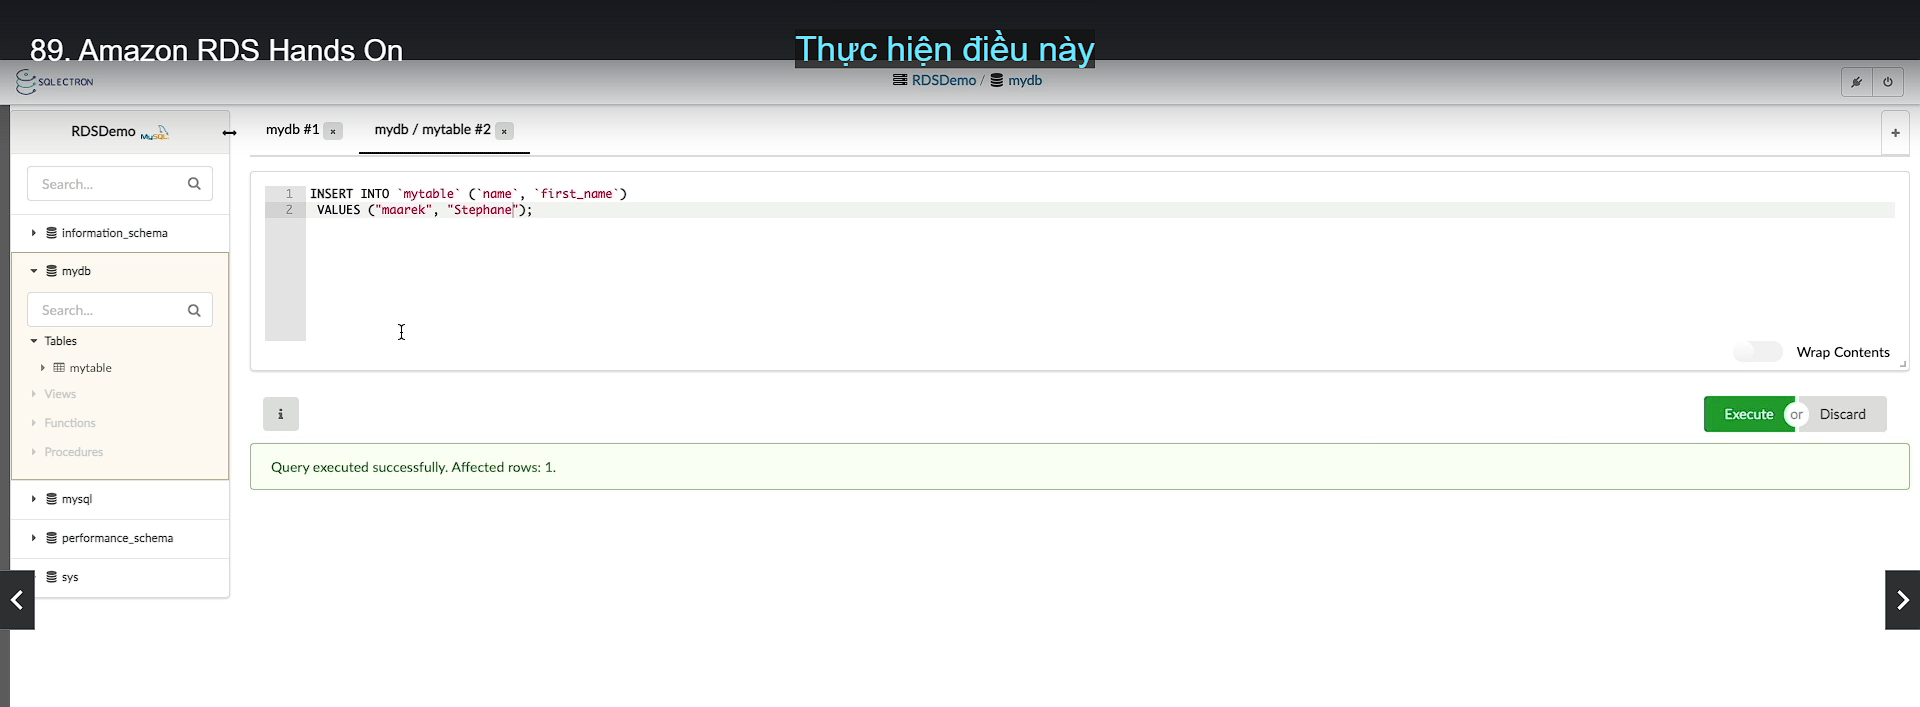 89. Amazon RDS Hands On
Thực hiện điều này
SQLECTRON
RDSDemo / mydb
RDSDemo MySQL
mydb #1 x
mydb / mytable #2 x
+
Search...
1 INSERT INTO `mytable` (`name`, `first_name`)
2 VALUES ("maarek", "Stephane");
information_schema
mydb
Search...
Tables
mytable
Views
Functions
Procedures
mysql
performance_schema
sys
Wrap Contents
i
Execute or Discard
Query executed successfully. Affected rows: 1.